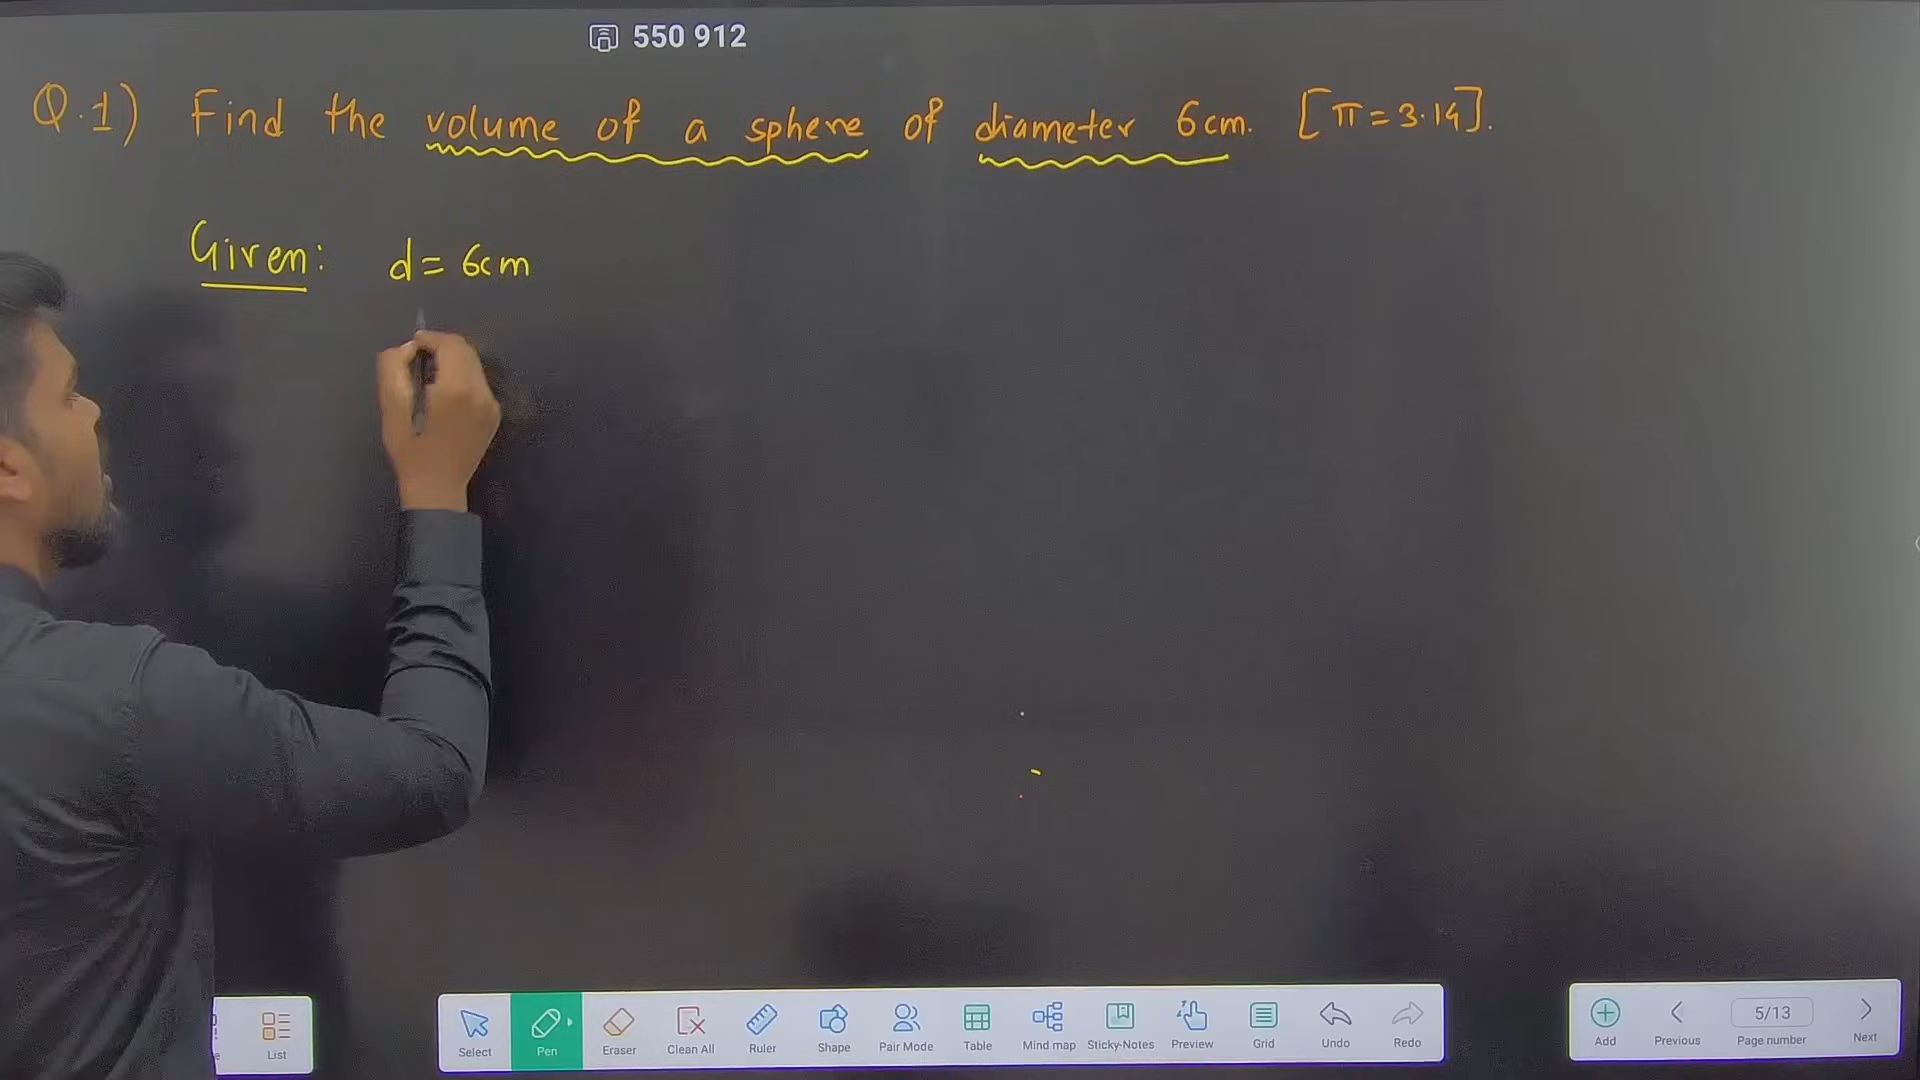 550 912
Q.1) Find the volume of a sphere of diameter 6cm. [π=3.14].
Given: d= 6cm
List
Select Pen Eraser Clean All Ruler Shape Pair Mode Table Mind map Sticky-Notes Preview Grid Undo Redo
5/13
Add Previous Page number Next